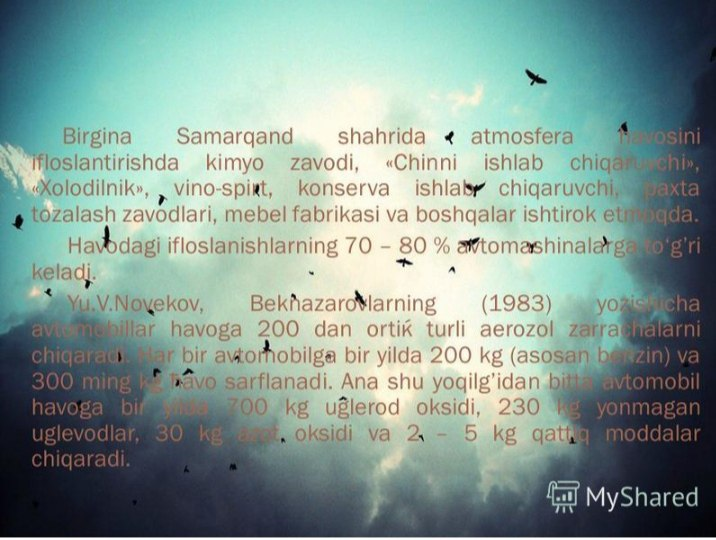 Birgina Samarqand shahrida atmosfera havosini
ifloslantirishda kimyo zavodi, «Chinni ishlab chiqaruvchi»,
«Xolodilnik», vino-spirt, konserva ishlab chiqaruvchi, paxta
tozalash zavodlari, mebel fabrikasi va boshqalar ishtirok etmoqda.
Havodagi ifloslanishlarning 70 – 80 % avtomashinalarga to‘g’ri
keladi.
Yu.V.Novekov, Beknazarovlarning (1983) yozishicha
avtomobillar havoga 200 dan ortiќ turli aerozol zarrachalarni
chiqaradi. Har bir avtomobilga bir yilda 200 kg (asosan benzin) va
300 ming kg havo sarflanadi. Ana shu yoqilg’idan bitta avtomobil
havoga bir yilda 700 kg uglerod oksidi, 230 kg yonmagan
uglevodlar, 30 kg azot oksidi va 2 – 5 kg qattiq moddalar
chiqaradi.
MyShared